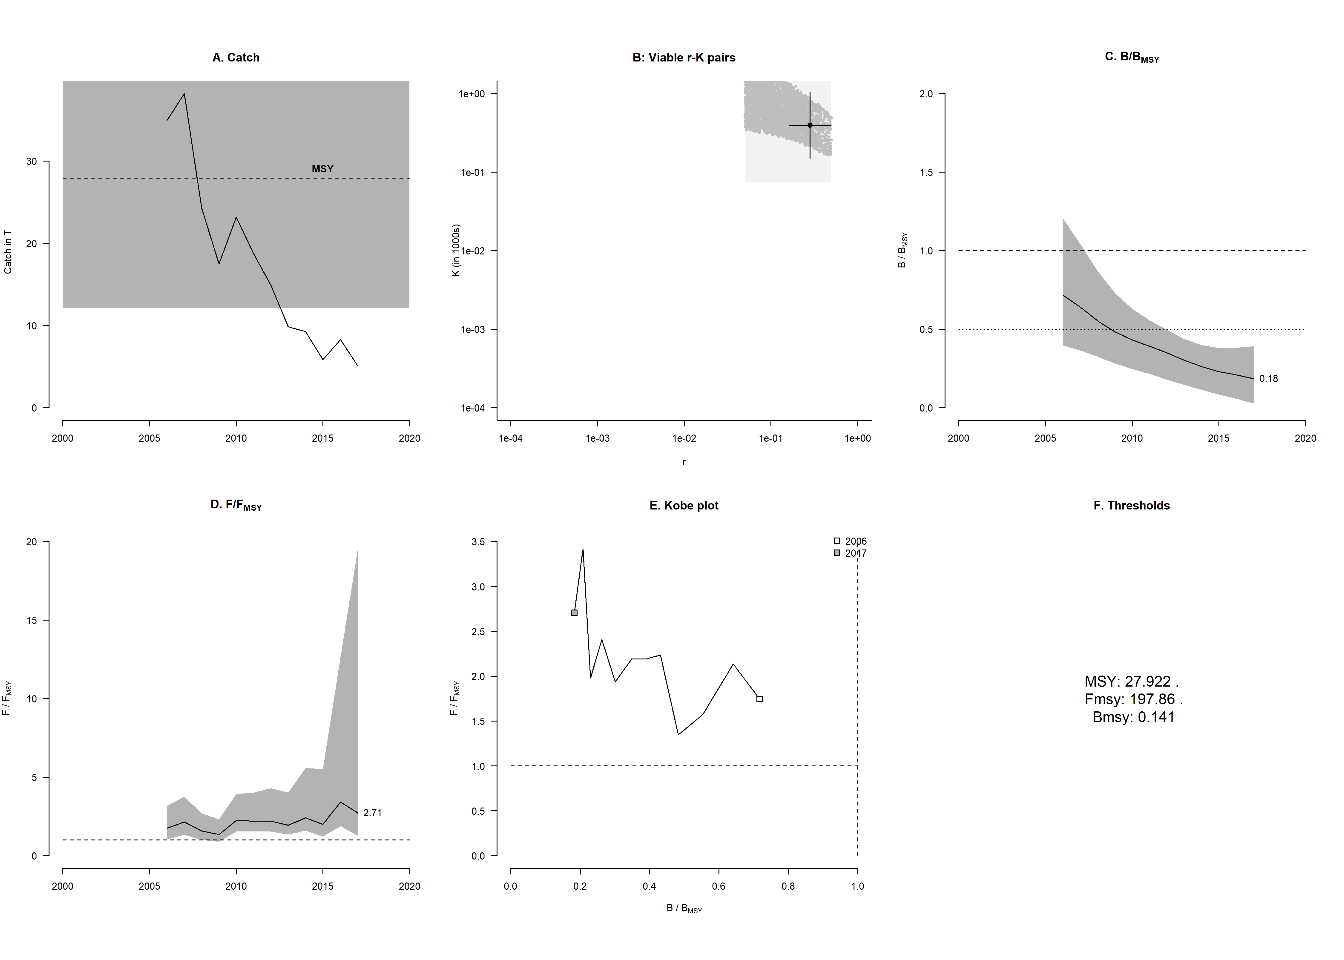 A. Catch
MSY
Catch in T
30
20
10
0
2000 2005 2010 2015 2020
B: Viable r-K pairs
K (in 1000s)
1e+00
1e-01
1e-02
1e-03
1e-04
1e-04 1e-03 1e-02 1e-01 1e+00
r
C. B/BMSY
B / BMSY
2.0
1.5
1.0
0.5
0.0
0.18
2000 2005 2010 2015 2020
D. F/FMSY
F / FMSY
20
15
10
5
0
2.71
2000 2005 2010 2015 2020
E. Kobe plot
2006
2017
F / FMSY
3.5
3.0
2.5
2.0
1.5
1.0
0.5
0.0
0.0 0.2 0.4 0.6 0.8 1.0
B / BMSY
F. Thresholds
MSY: 27.922 .
Fmsy: 197.86 .
Bmsy: 0.141